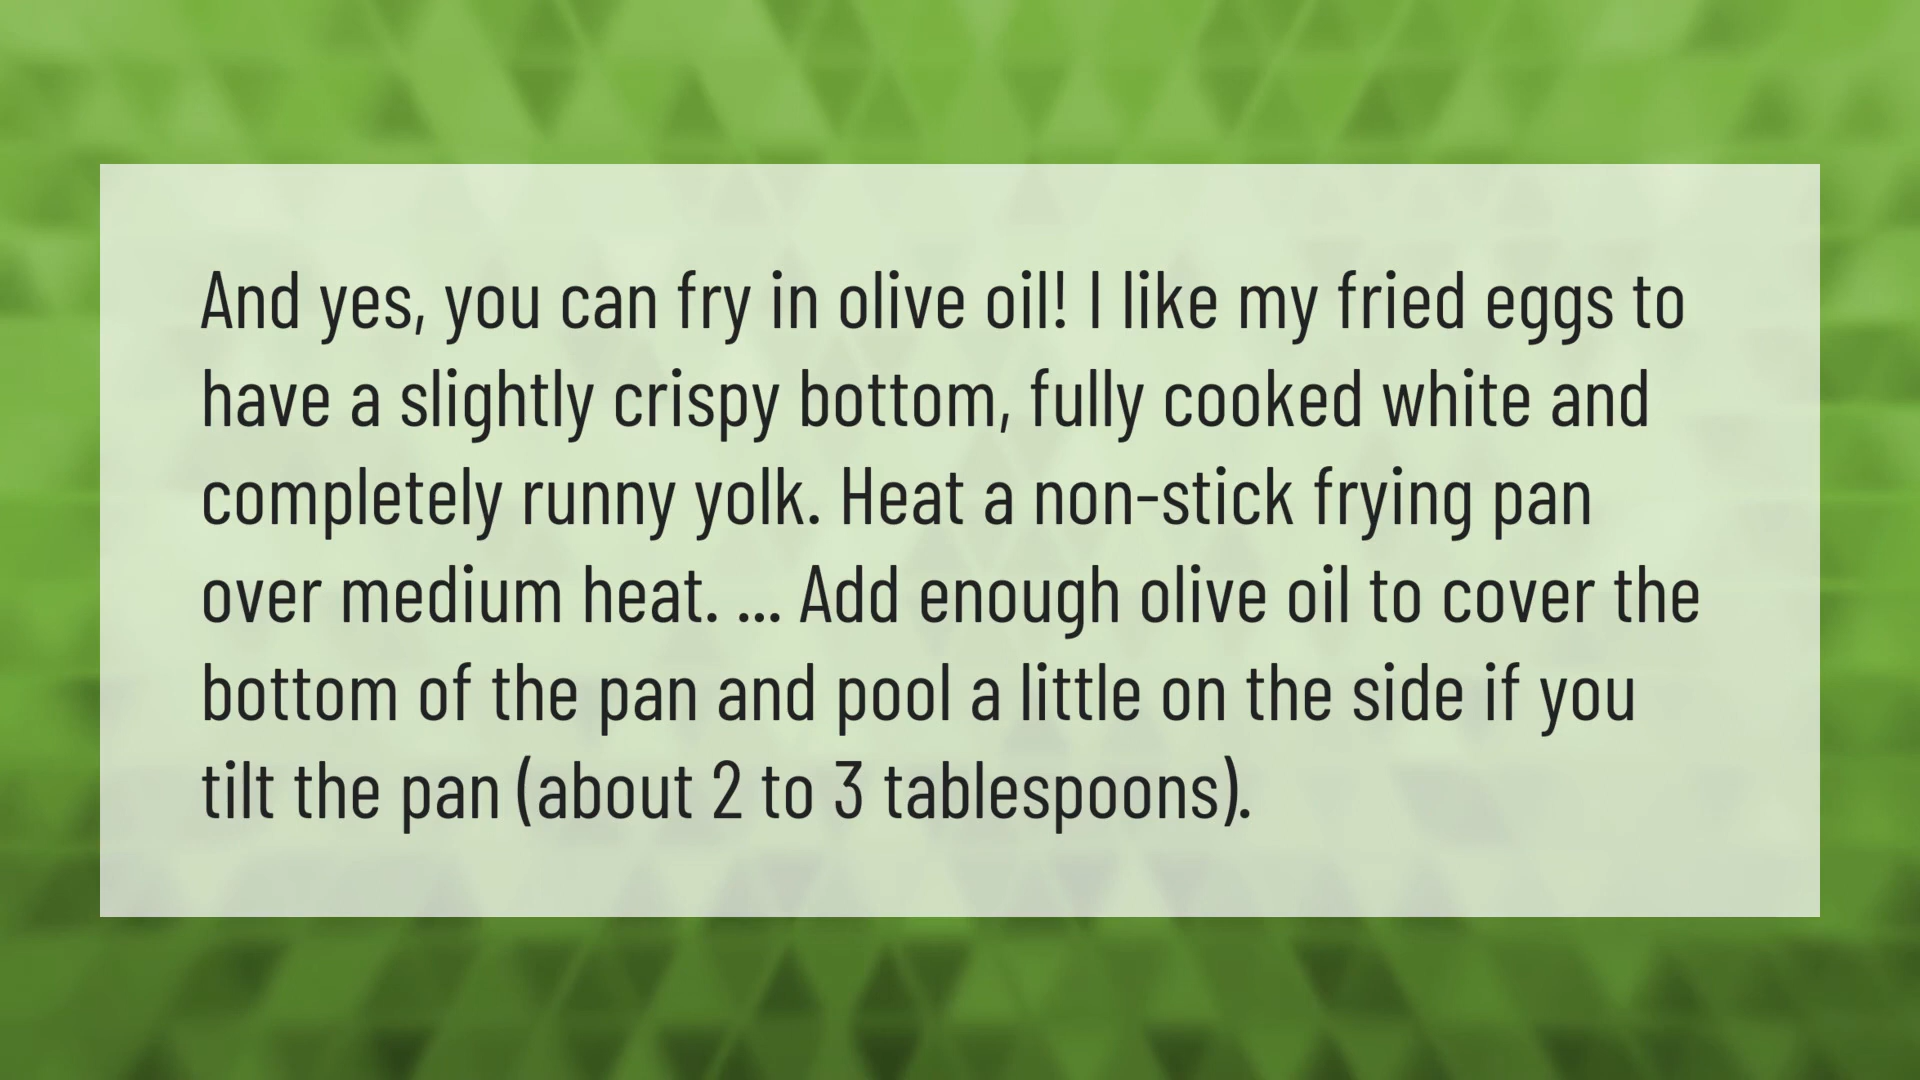 And yes, you can fry in olive oil! I like my fried eggs to
have a slightly crispy bottom, fully cooked white and
completely runny yolk. Heat a non-stick frying pan
over medium heat. ... Add enough olive oil to cover the
bottom of the pan and pool a little on the side if you
tilt the pan (about 2 to 3 tablespoons).